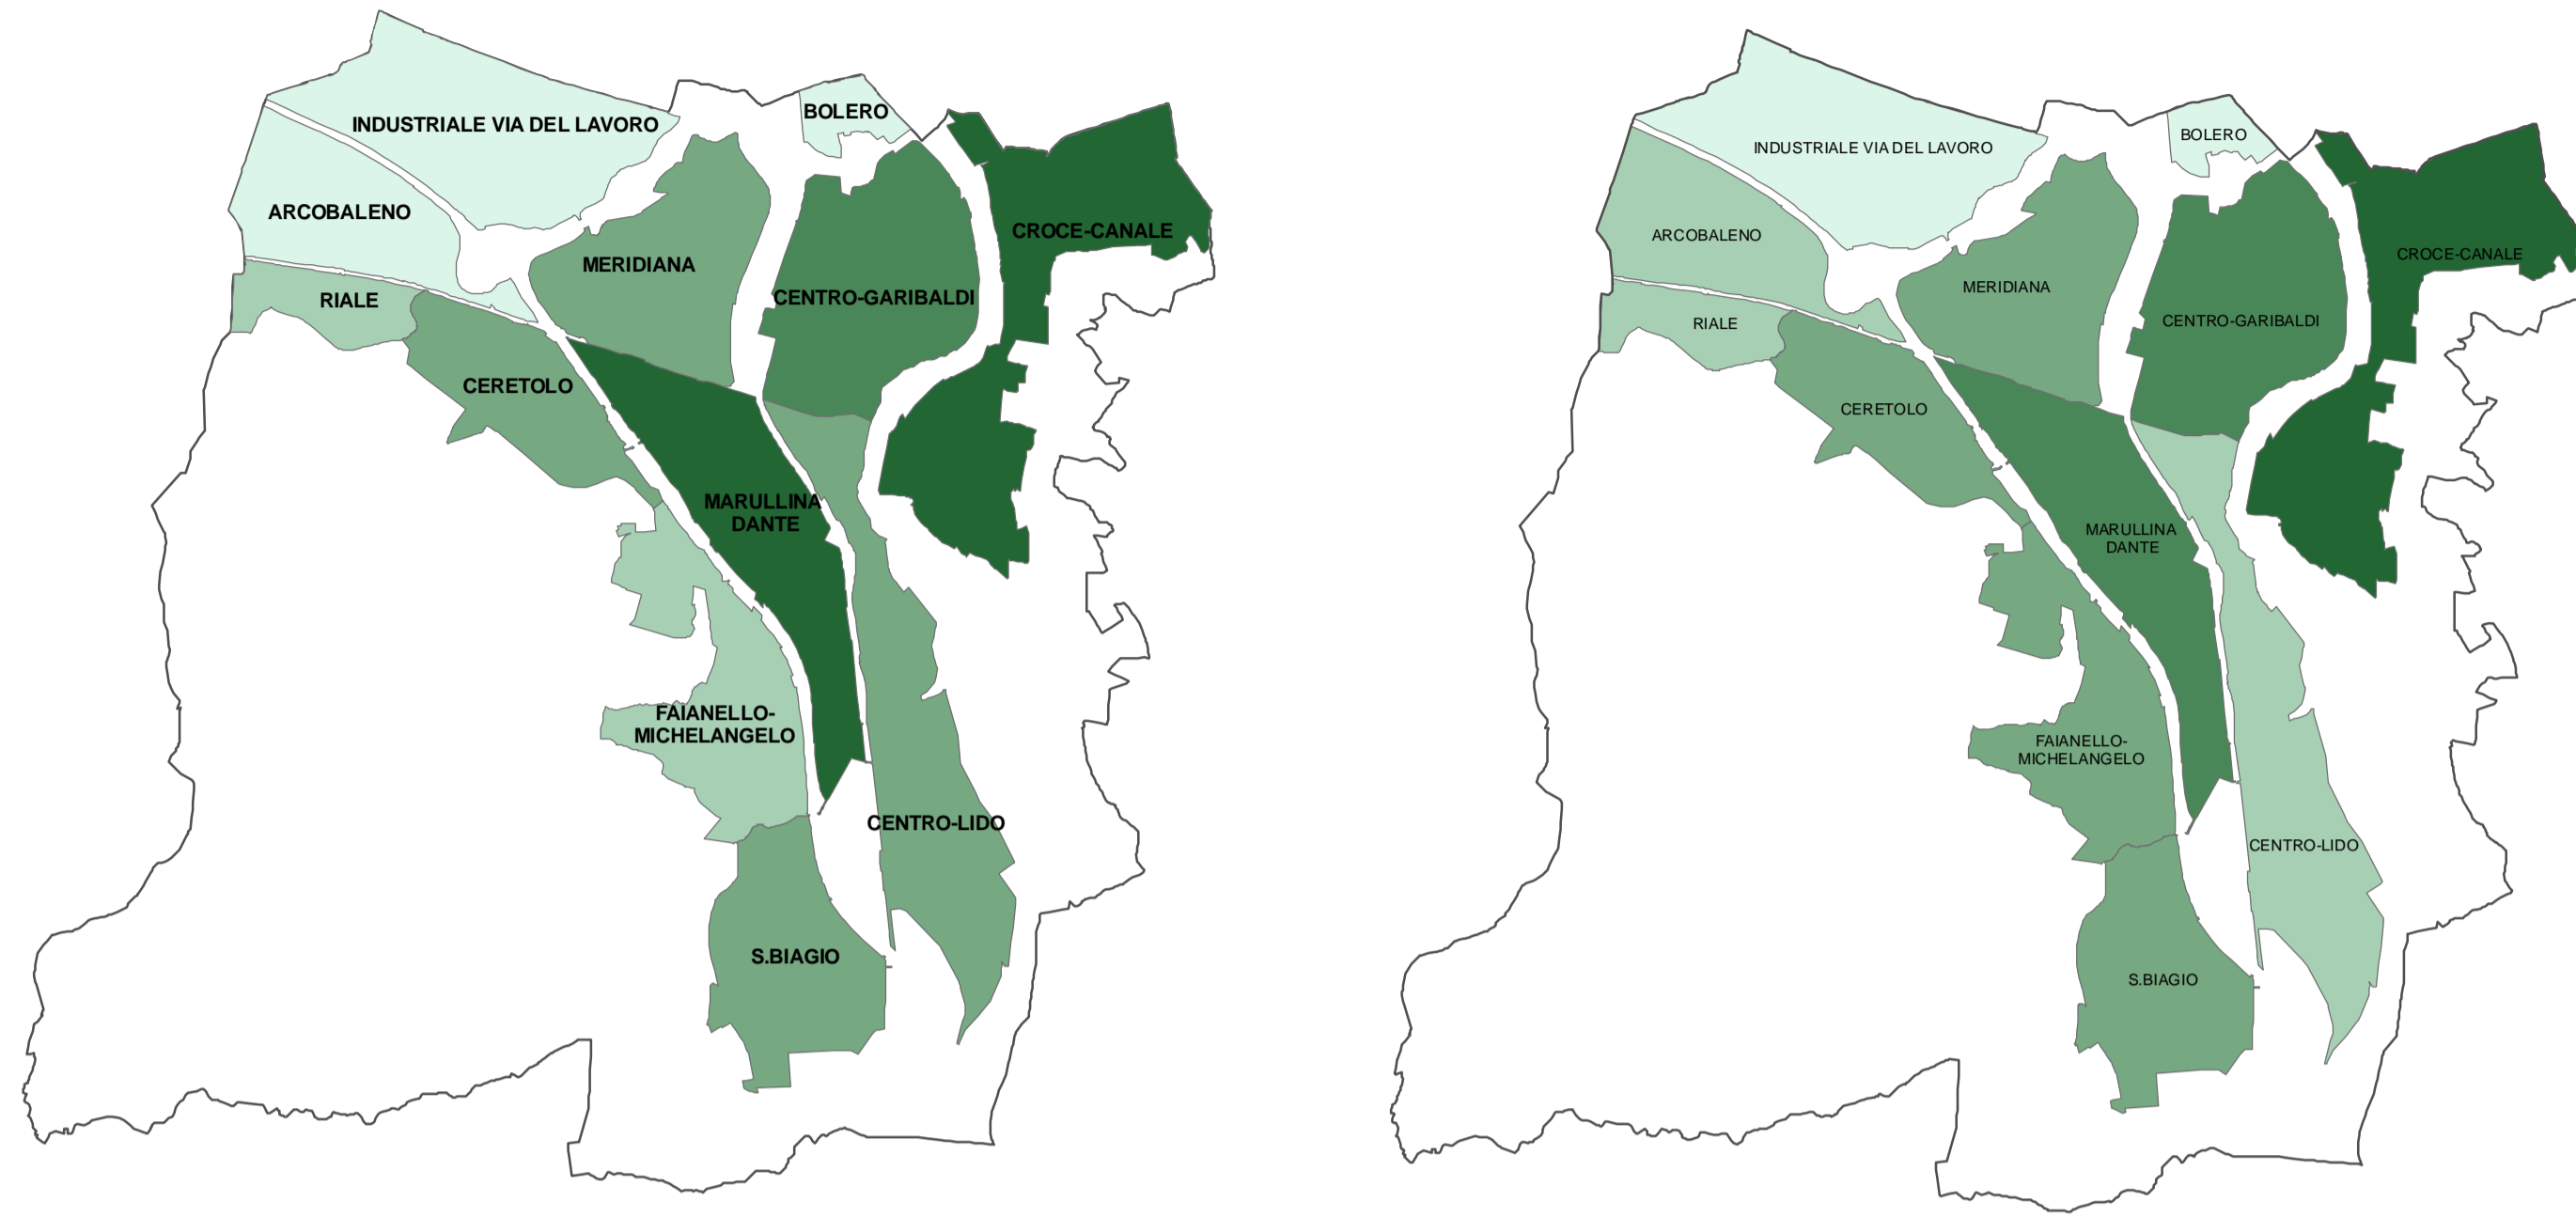 BOLERO
INDUSTRIALE VIA DEL LAVORO
ARCOBALENO
CROCE-CANALE
MERIDIANA
CENTRO-GARIBALDI
RIALE
CERETOLO
MARULLINA
DANTE
FAIANELLO-
MICHELANGELO
CENTRO-LIDO
S.BIAGIO
BOLERO
INDUSTRIALE VIA DEL LAVORO
ARCOBALENO
CROCE-CANALE
MERIDIANA
CENTRO-GARIBALDI
RIALE
CERETOLO
MARULLINA
DANTE
FAIANELLO-
MICHELANGELO
CENTRO-LIDO
S.BIAGIO